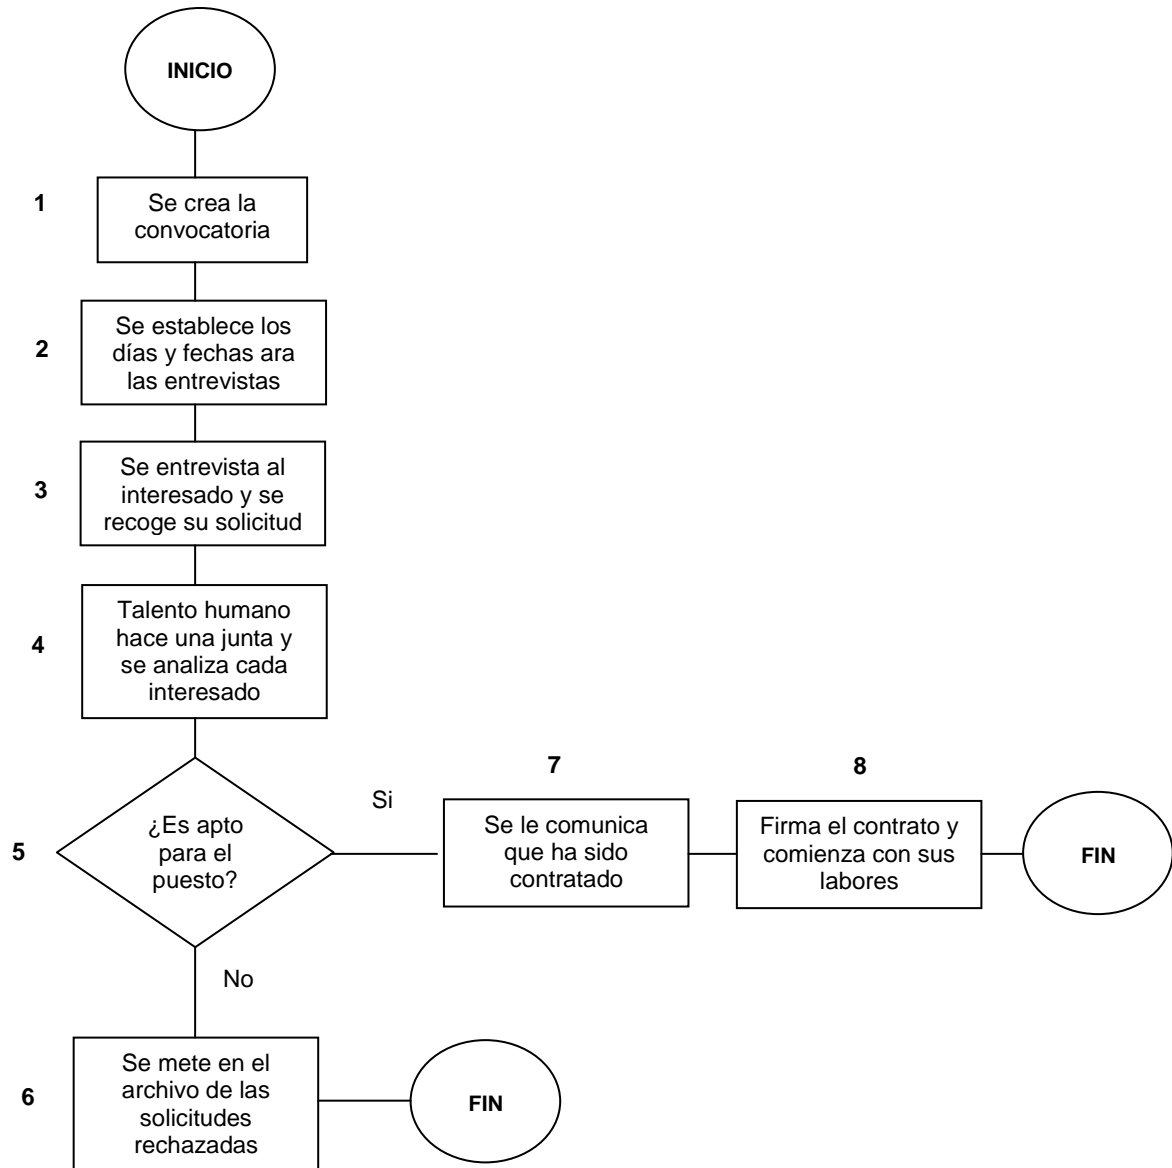 INICIO
1
Se crea la
convocatoria
2
Se establece los
días y fechas ara
las entrevistas
3
Se entrevista al
interesado y se
recoge su solicitud
4
Talento humano
hace una junta y
se analiza cada
interesado
5
¿Es apto
para el
puesto?
Si
7
Se le comunica
que ha sido
contratado
8
Firma el contrato y
comienza con sus
labores
FIN
No
6
Se mete en el
archivo de las
solicitudes
rechazadas
FIN